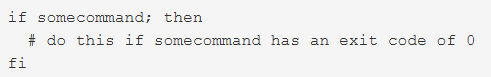 if somecommand; then
  # do this if somecommand has an exit code of 0
fi